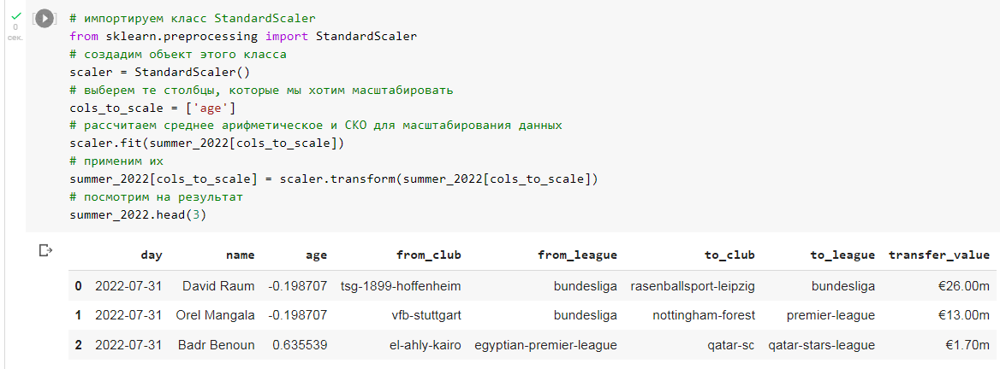 # импортируем класс StandardScaler
from sklearn.preprocessing import StandardScaler
# создадим объект этого класса
scaler = StandardScaler()
# выберем те столбцы, которые мы хотим масштабировать
cols_to_scale = ['age']
# рассчитаем среднее арифметическое и СКО для масштабирования данных
scaler.fit(summer_2022[cols_to_scale])
# применим их
summer_2022[cols_to_scale] = scaler.transform(summer_2022[cols_to_scale])
# посмотрим на результат
summer_2022.head(3)
0
сек.
day name age from_club from_league to_club to_league transfer_value
0 2022-07-31 David Raum -0.198707 tsg-1899-hoffenheim bundesliga rasenballsport-leipzig bundesliga €26.00m
1 2022-07-31 Orel Mangala -0.198707 vfb-stuttgart bundesliga nottingham-forest premier-league €13.00m
2 2022-07-31 Badr Benoun 0.635539 el-ahly-kairo egyptian-premier-league qatar-sc qatar-stars-league €1.70m